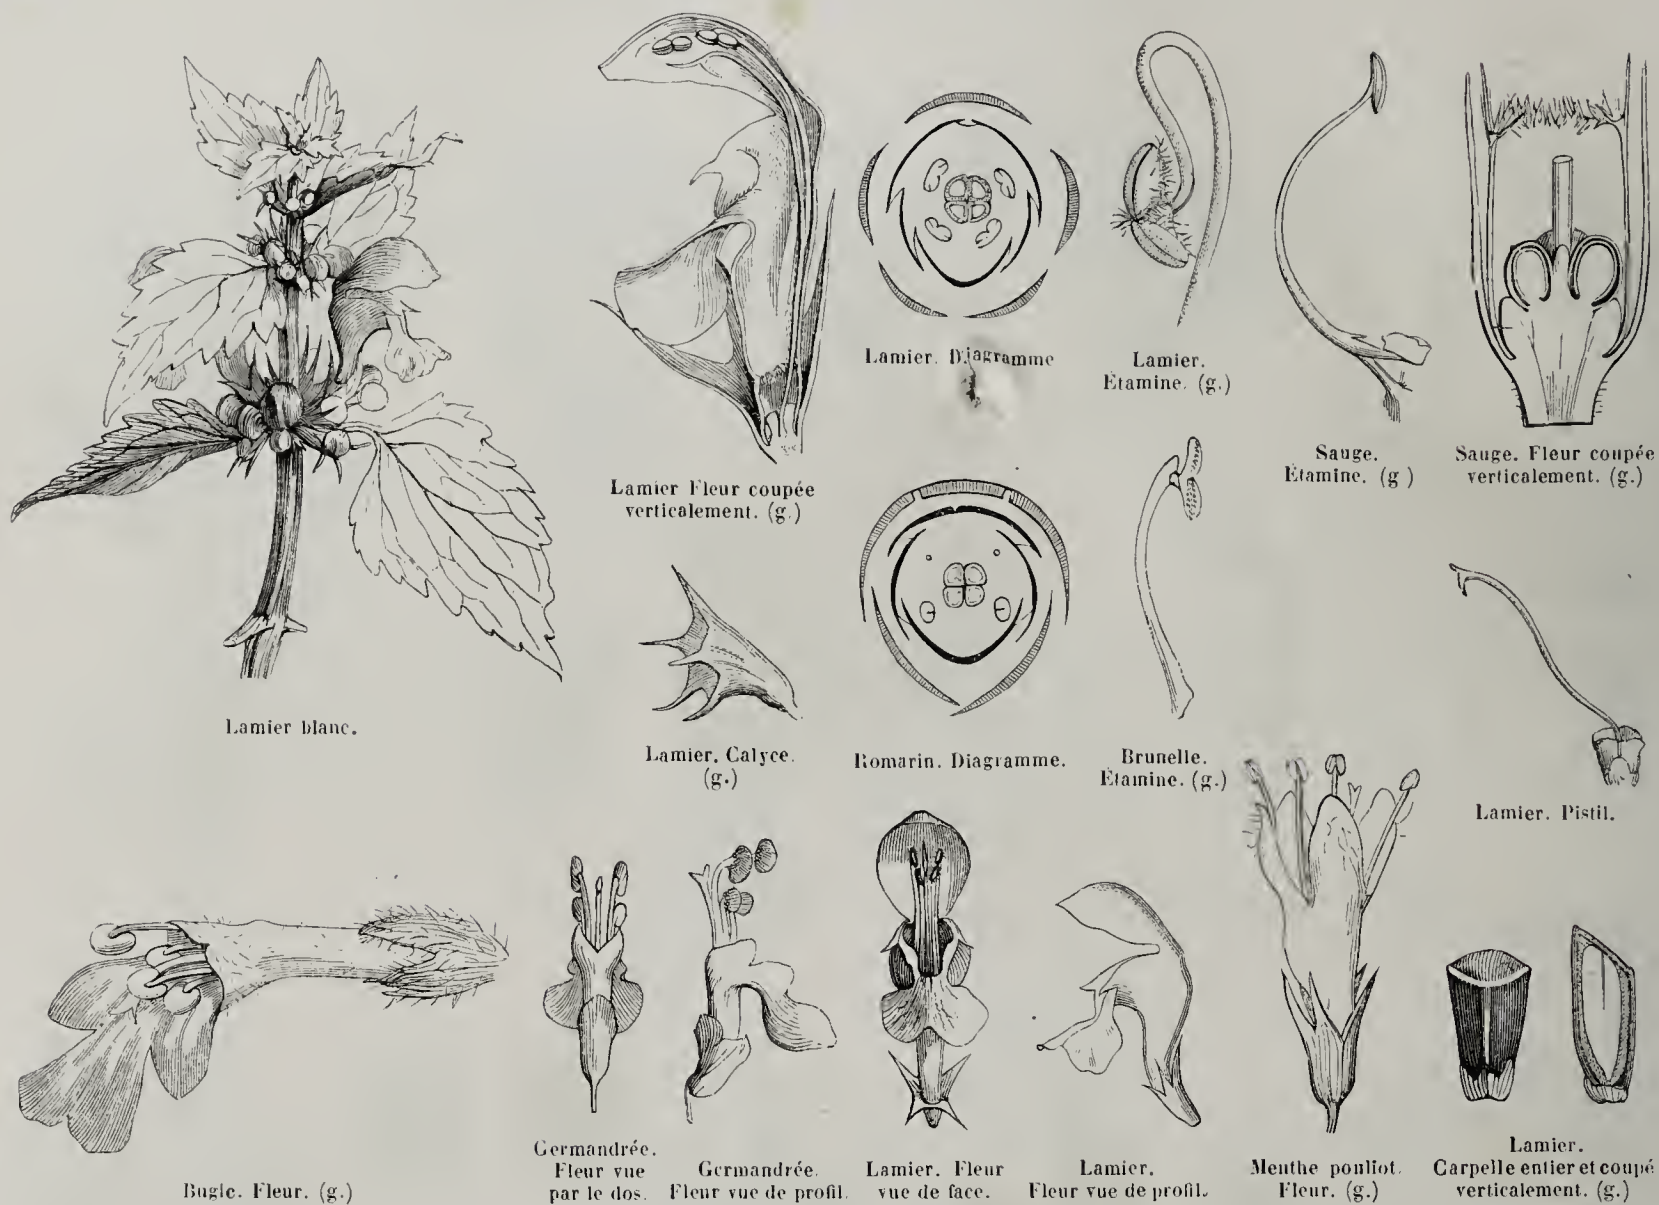 Lamier Fleur coupée
verticalement. (g.)
Lamier. Diagramme
Lamier.
Étamine. (g.)
Sauge.
Étamine. (g )
Sauge. Fleur coupée
verticalement. (g.)
Lamier blanc.
Lamier. Calyce.
(g.)
Romarin. Diagramme.
Brunelle.
Étamine. (g.)
Lamier. Pistil.
Bugle. Fleur. (g.)
Germandrée.
Fleur vue
par le dos.
Germandrée.
Fleur vue de profil.
Lamier. Fleur
vue de face.
Lamier.
Fleur vue de profil.
Menthe pouliot.
Fleur. (g.)
Lamier.
Carpelle entier et coupé
verticalement. (g.)